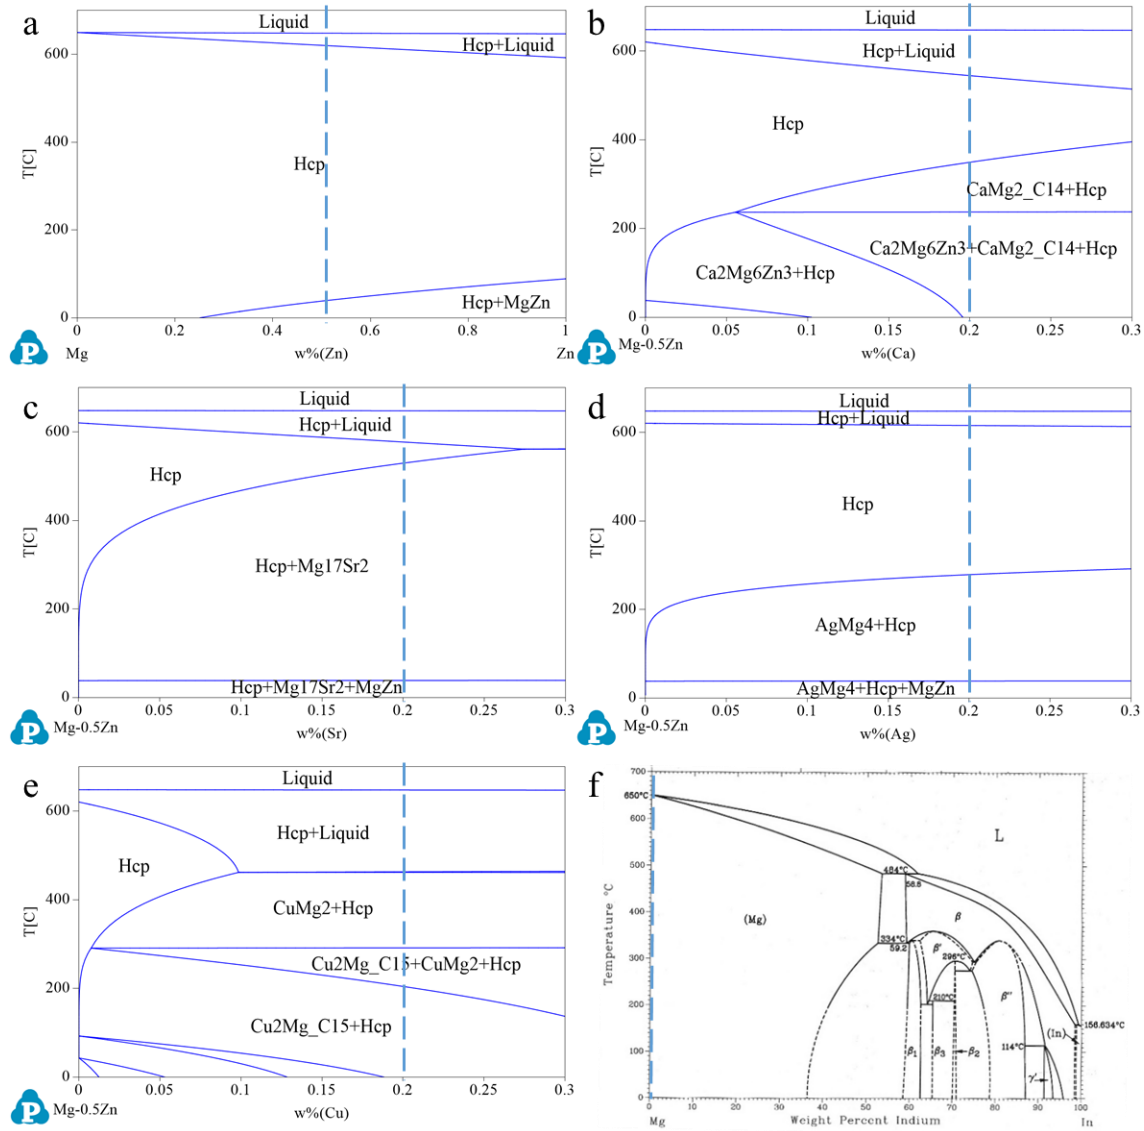 a
Liquid
Hcp+Liquid
Hcp
Hcp+MgZn
T[C]
600
400
200
0
0
0.2
0.4
0.6
0.8
1
P
Mg
w%(Zn)
Zn
b
Liquid
Hcp+Liquid
Hcp
CaMg2_C14+Hcp
Ca2Mg6Zn3+CaMg2_C14+Hcp
Ca2Mg6Zn3+Hcp
T[C]
600
400
200
0
0
0.05
0.1
0.15
0.2
0.25
0.3
P
Mg-0.5Zn
w%(Ca)
c
Liquid
Hcp+Liquid
Hcp
Hcp+Mg17Sr2
Hcp+Mg17Sr2+MgZn
T[C]
600
400
200
0
0
0.05
0.1
0.15
0.2
0.25
0.3
P
Mg-0.5Zn
w%(Sr)
d
Liquid
Hcp+Liquid
Hcp
AgMg4+Hcp
AgMg4+Hcp+MgZn
T[C]
600
400
200
0
0
0.05
0.1
0.15
0.2
0.25
0.3
P
Mg-0.5Zn
w%(Ag)
e
Liquid
Hcp+Liquid
Hcp
CuMg2+Hcp
Cu2Mg_C15+CuMg2+Hcp
Cu2Mg_C15+Hcp
T[C]
600
400
200
0
0
0.05
0.1
0.15
0.2
0.25
0.3
P
Mg-0.5Zn
w%(Cu)
f
700
650°C
600
500
400
300
200
100
0
Temperature °C
L
484°C
56.8
(Mg)
β
334°C
59.2
β'
296°C
β''
210°C
156.634°C
(In)
114°C
β1
β3
β2
γ'
0
10
20
30
40
50
60
70
80
90
100
Mg
Weight Percent Indium
In